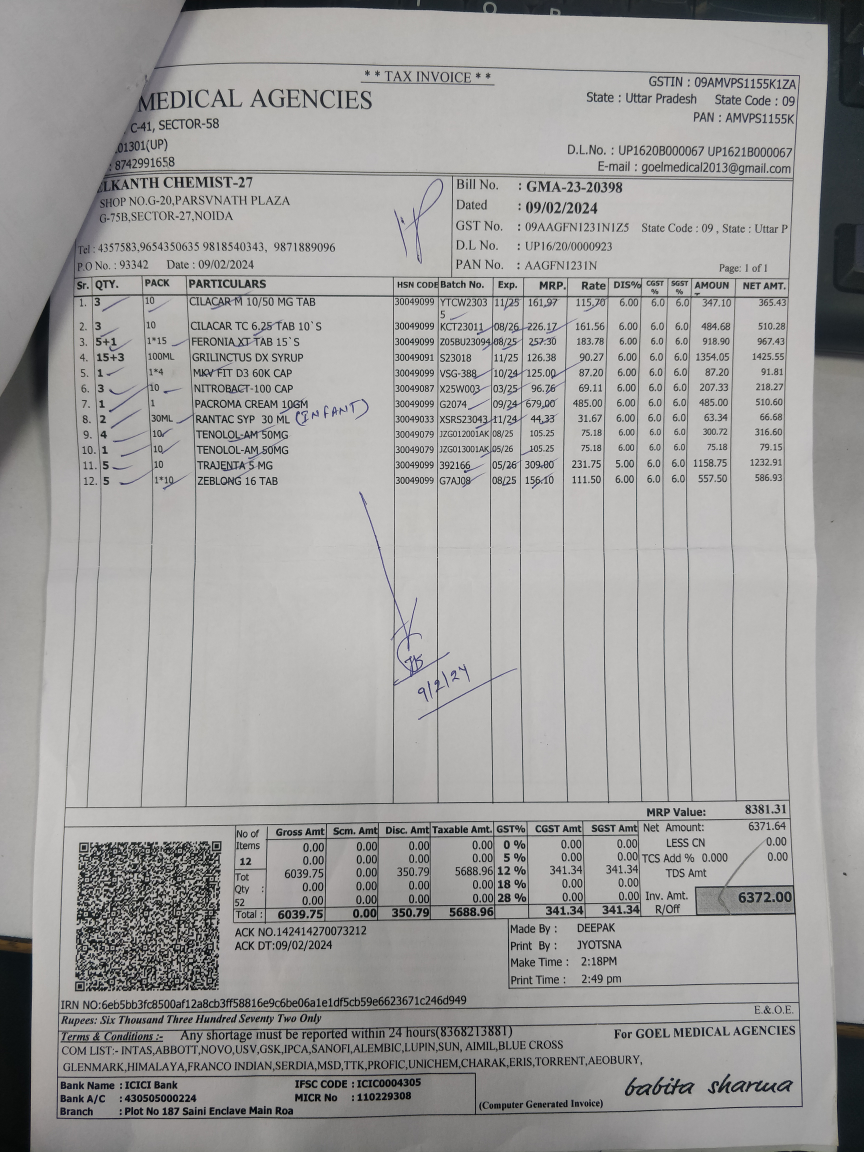 ** TAX INVOICE **
GSTIN : 09AMVPS1155K1ZA
State : Uttar Pradesh State Code : 09
PAN : AMVPS1155K
MEDICAL AGENCIES
C-41, SECTOR-58
01301(UP)
: 8742991658
D.L.No. : UP1620B000067 UP1621B000067
E-mail : goelmedical2013@gmail.com
ELKANTH CHEMIST-27
SHOP NO.G-20,PARSVNATH PLAZA
G-75B,SECTOR-27,NOIDA
Tel : 4357583,9654350635 9818540343, 9871889096
P.O No. : 93342 Date : 09/02/2024
Bill No. : GMA-23-20398
Dated : 09/02/2024
GST No. : 09AAGFN1231N1Z5 State Code : 09 , State : Uttar P
D.L No. : UP16/20/0000923
PAN No. : AAGFN1231N Page: 1 of 1
Sr. QTY. PACK PARTICULARS HSN CODE Batch No. Exp. MRP. Rate DIS% CGST % SGST % AMOUN NET AMT.
1. 3 10 CILACAR M 10/50 MG TAB 30049099 YTCW23035 11/25 161.97 115.70 6.00 6.0 6.0 347.10 365.43
2. 3 10 CILACAR TC 6.25 TAB 10`S 30049099 KCT23011 08/26 226.17 161.56 6.00 6.0 6.0 484.68 510.28
3. 5+1 1*15 FERONIA XT TAB 15`S 30049099 Z05BU23094 08/25 257.30 183.78 6.00 6.0 6.0 918.90 967.43
4. 15+3 100ML GRILINCTUS DX SYRUP 30049091 S23018 11/25 126.38 90.27 6.00 6.0 6.0 1354.05 1425.55
5. 1 1*4 MKV FIT D3 60K CAP 30049099 VSG-388 10/24 125.00 87.20 6.00 6.0 6.0 87.20 91.81
6. 3 10 NITROBACT-100 CAP 30049087 X25W003 03/25 96.76 69.11 6.00 6.0 6.0 207.33 218.27
7. 1 1 PACROMA CREAM 10GM 30049099 G2074 09/24 679.00 485.00 6.00 6.0 6.0 485.00 510.60
8. 2 30ML RANTAC SYP 30 ML (INFANT) 30049033 XSRS23043 11/24 44.33 31.67 6.00 6.0 6.0 63.34 66.68
9. 4 10 TENOLOL-AM 50MG 30049079 JZG012001AK 08/25 105.25 75.18 6.00 6.0 6.0 300.72 316.60
10. 1 10 TENOLOL-AM 50MG 30049079 JZG013001AK 05/26 105.25 75.18 6.00 6.0 6.0 75.18 79.15
11. 5 10 TRAJENTA 5 MG 30049099 392166 05/26 309.00 231.75 5.00 6.0 6.0 1158.75 1232.91
12. 5 1*10 ZEBLONG 16 TAB 30049099 G7AJ08 08/25 156.10 111.50 6.00 6.0 6.0 557.50 586.93
9/2/24
MRP Value: 8381.31
No of Items 12 Tot Qty : 52
Gross Amt Scm. Amt Disc. Amt Taxable Amt. GST% CGST Amt SGST Amt
0.00 0.00 0.00 0.00 0 % 0.00 0.00
0.00 0.00 0.00 0.00 5 % 0.00 0.00
6039.75 0.00 350.79 5688.96 12 % 341.34 341.34
0.00 0.00 0.00 0.00 18 % 0.00 0.00
0.00 0.00 0.00 0.00 28 % 0.00 0.00
Total : 6039.75 0.00 350.79 5688.96 341.34 341.34
Net Amount: 6371.64
LESS CN 0.00
TCS Add % 0.000 0.00
TDS Amt
Inv. Amt. 6372.00
R/Off
ACK NO.142414270073212
ACK DT:09/02/2024
Made By : DEEPAK
Print By : JYOTSNA
Make Time : 2:18PM
Print Time : 2:49 pm
IRN NO:6eb5bb3fc8500af12a8cb3ff58816e9c6be06a1e1df5cb59e6623671c246d949
E.&O.E.
Rupees: Six Thousand Three Hundred Seventy Two Only
Terms & Conditions :- Any shortage must be reported within 24 hours(8368213881)
For GOEL MEDICAL AGENCIES
COM LIST:- INTAS,ABBOTT,NOVO,USV,GSK,IPCA,SANOFI,ALEMBIC,LUPIN,SUN, AIMIL,BLUE CROSS
GLENMARK,HIMALAYA,FRANCO INDIAN,SERDIA,MSD,TTK,PROFIC,UNICHEM,CHARAK,ERIS,TORRENT,AEOBURY,
Bank Name : ICICI Bank IFSC CODE : ICIC0004305
Bank A/C : 430505000224 MICR No : 110229308
Branch : Plot No 187 Saini Enclave Main Roa
(Computer Generated Invoice)
babita sharma